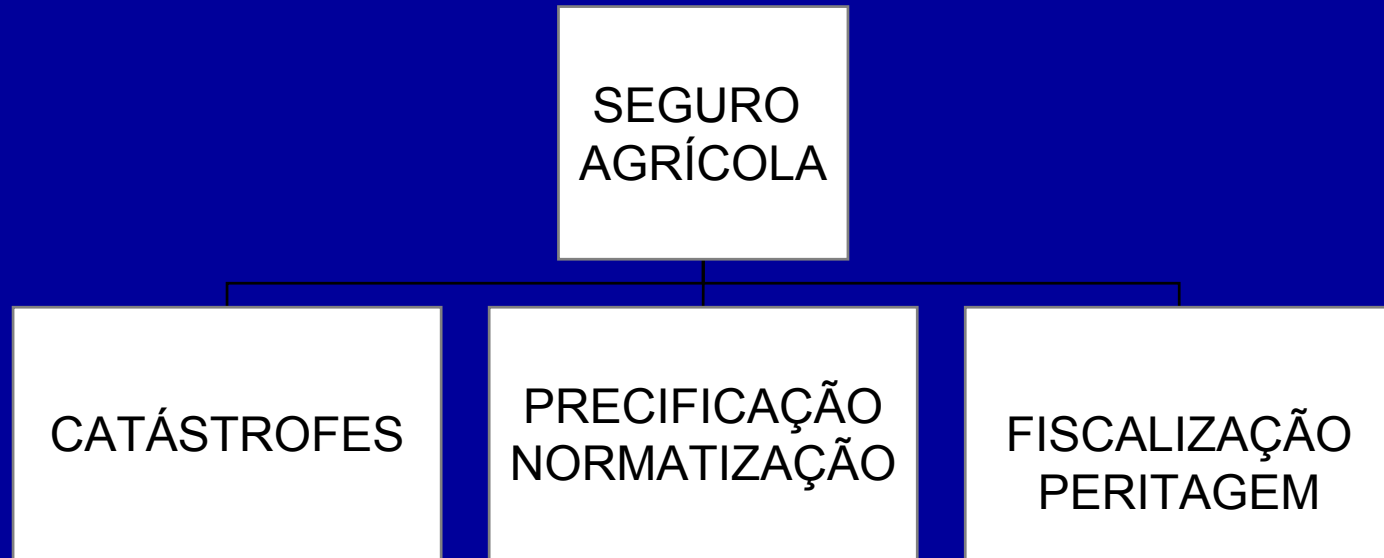 SEGURO
AGRÍCOLA
CATÁSTROFES
PRECIFICAÇÃO
NORMATIZAÇÃO
FISCALIZAÇÃO
PERITAGEM